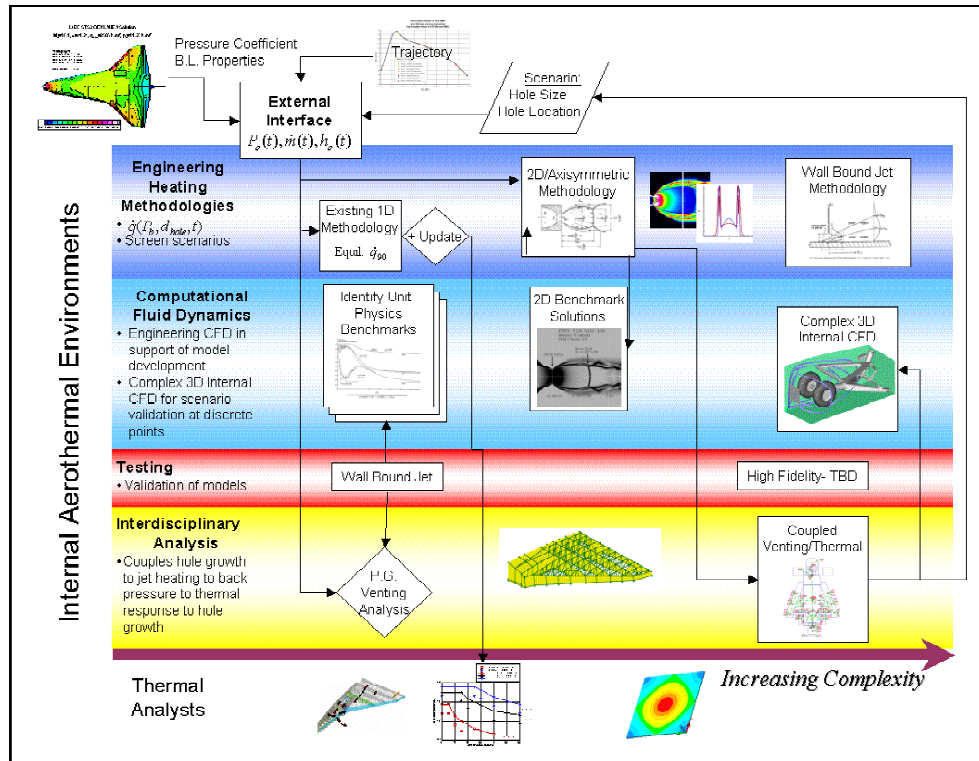 Pressure Coefficient
B.L. Properties
Trajectory
Scenario:
Hole Size
Hole Location
External
Interface
Internal Aerothermal Environments
Engineering
Heating
Methodologies
• Screen scenarios
Existing 1D
Methodology
Equil. q̇90
+ Update
2D/Axisymmetric
Methodology
Wall Bound Jet
Methodology
Computational
Fluid Dynamics
• Engineering CFD in
support of model
development
• Complex 3D Internal
CFD for scenario
validation at discrete
points
Identify Unit
Physics
Benchmarks
2D Benchmark
Solutions
Complex 3D
Internal CFD
Testing
• Validation of models
Wall Bound Jet
High Fidelity- TBD
Interdisciplinary
Analysis
• Couples hole growth
to jet heating to back
pressure to thermal
response to hole
growth
P.G.
Venting
Analysis
Coupled
Venting/Thermal
Increasing Complexity
Thermal
Analysts